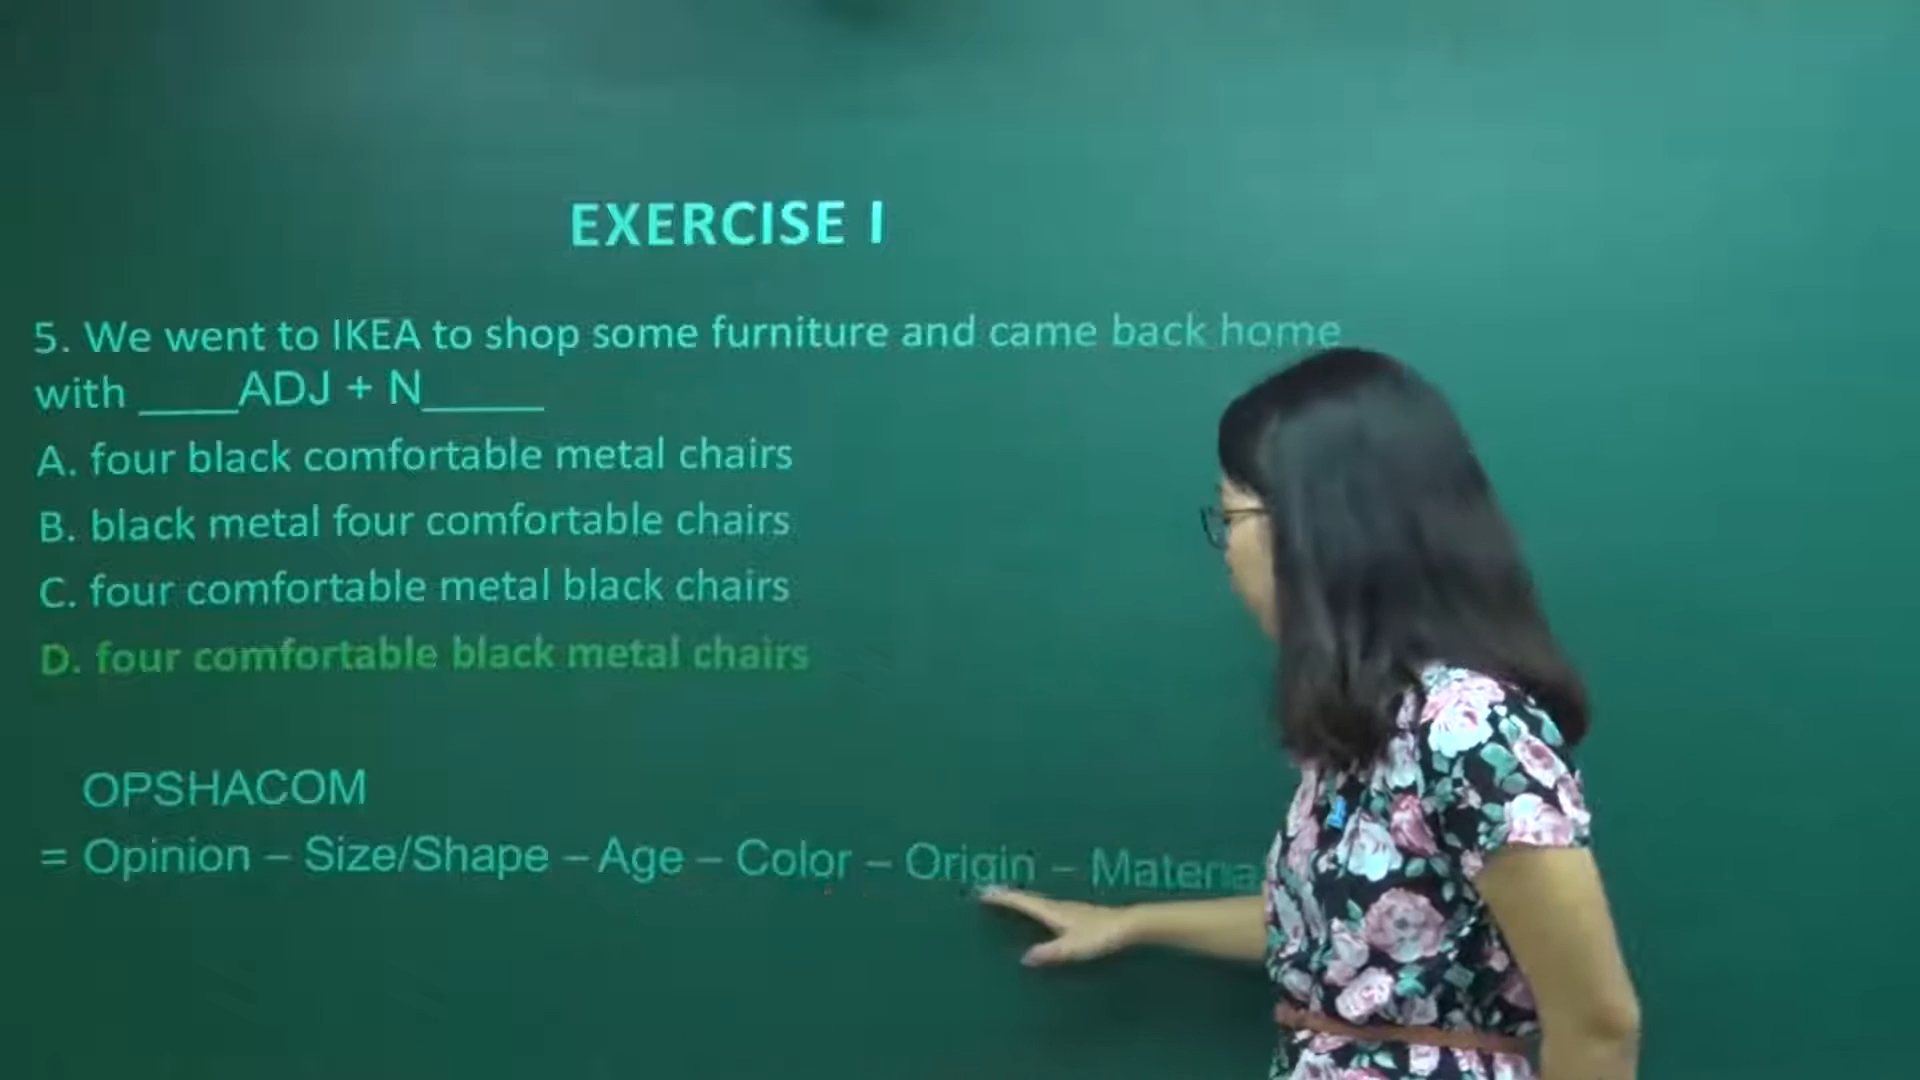 EXERCISE I
5. We went to IKEA to shop some furniture and came back home
with ____ADJ + N_____
A. four black comfortable metal chairs
B. black metal four comfortable chairs
C. four comfortable metal black chairs
D. four comfortable black metal chairs
OPSHACOM
= Opinion – Size/Shape – Age – Color – Origin – Materia